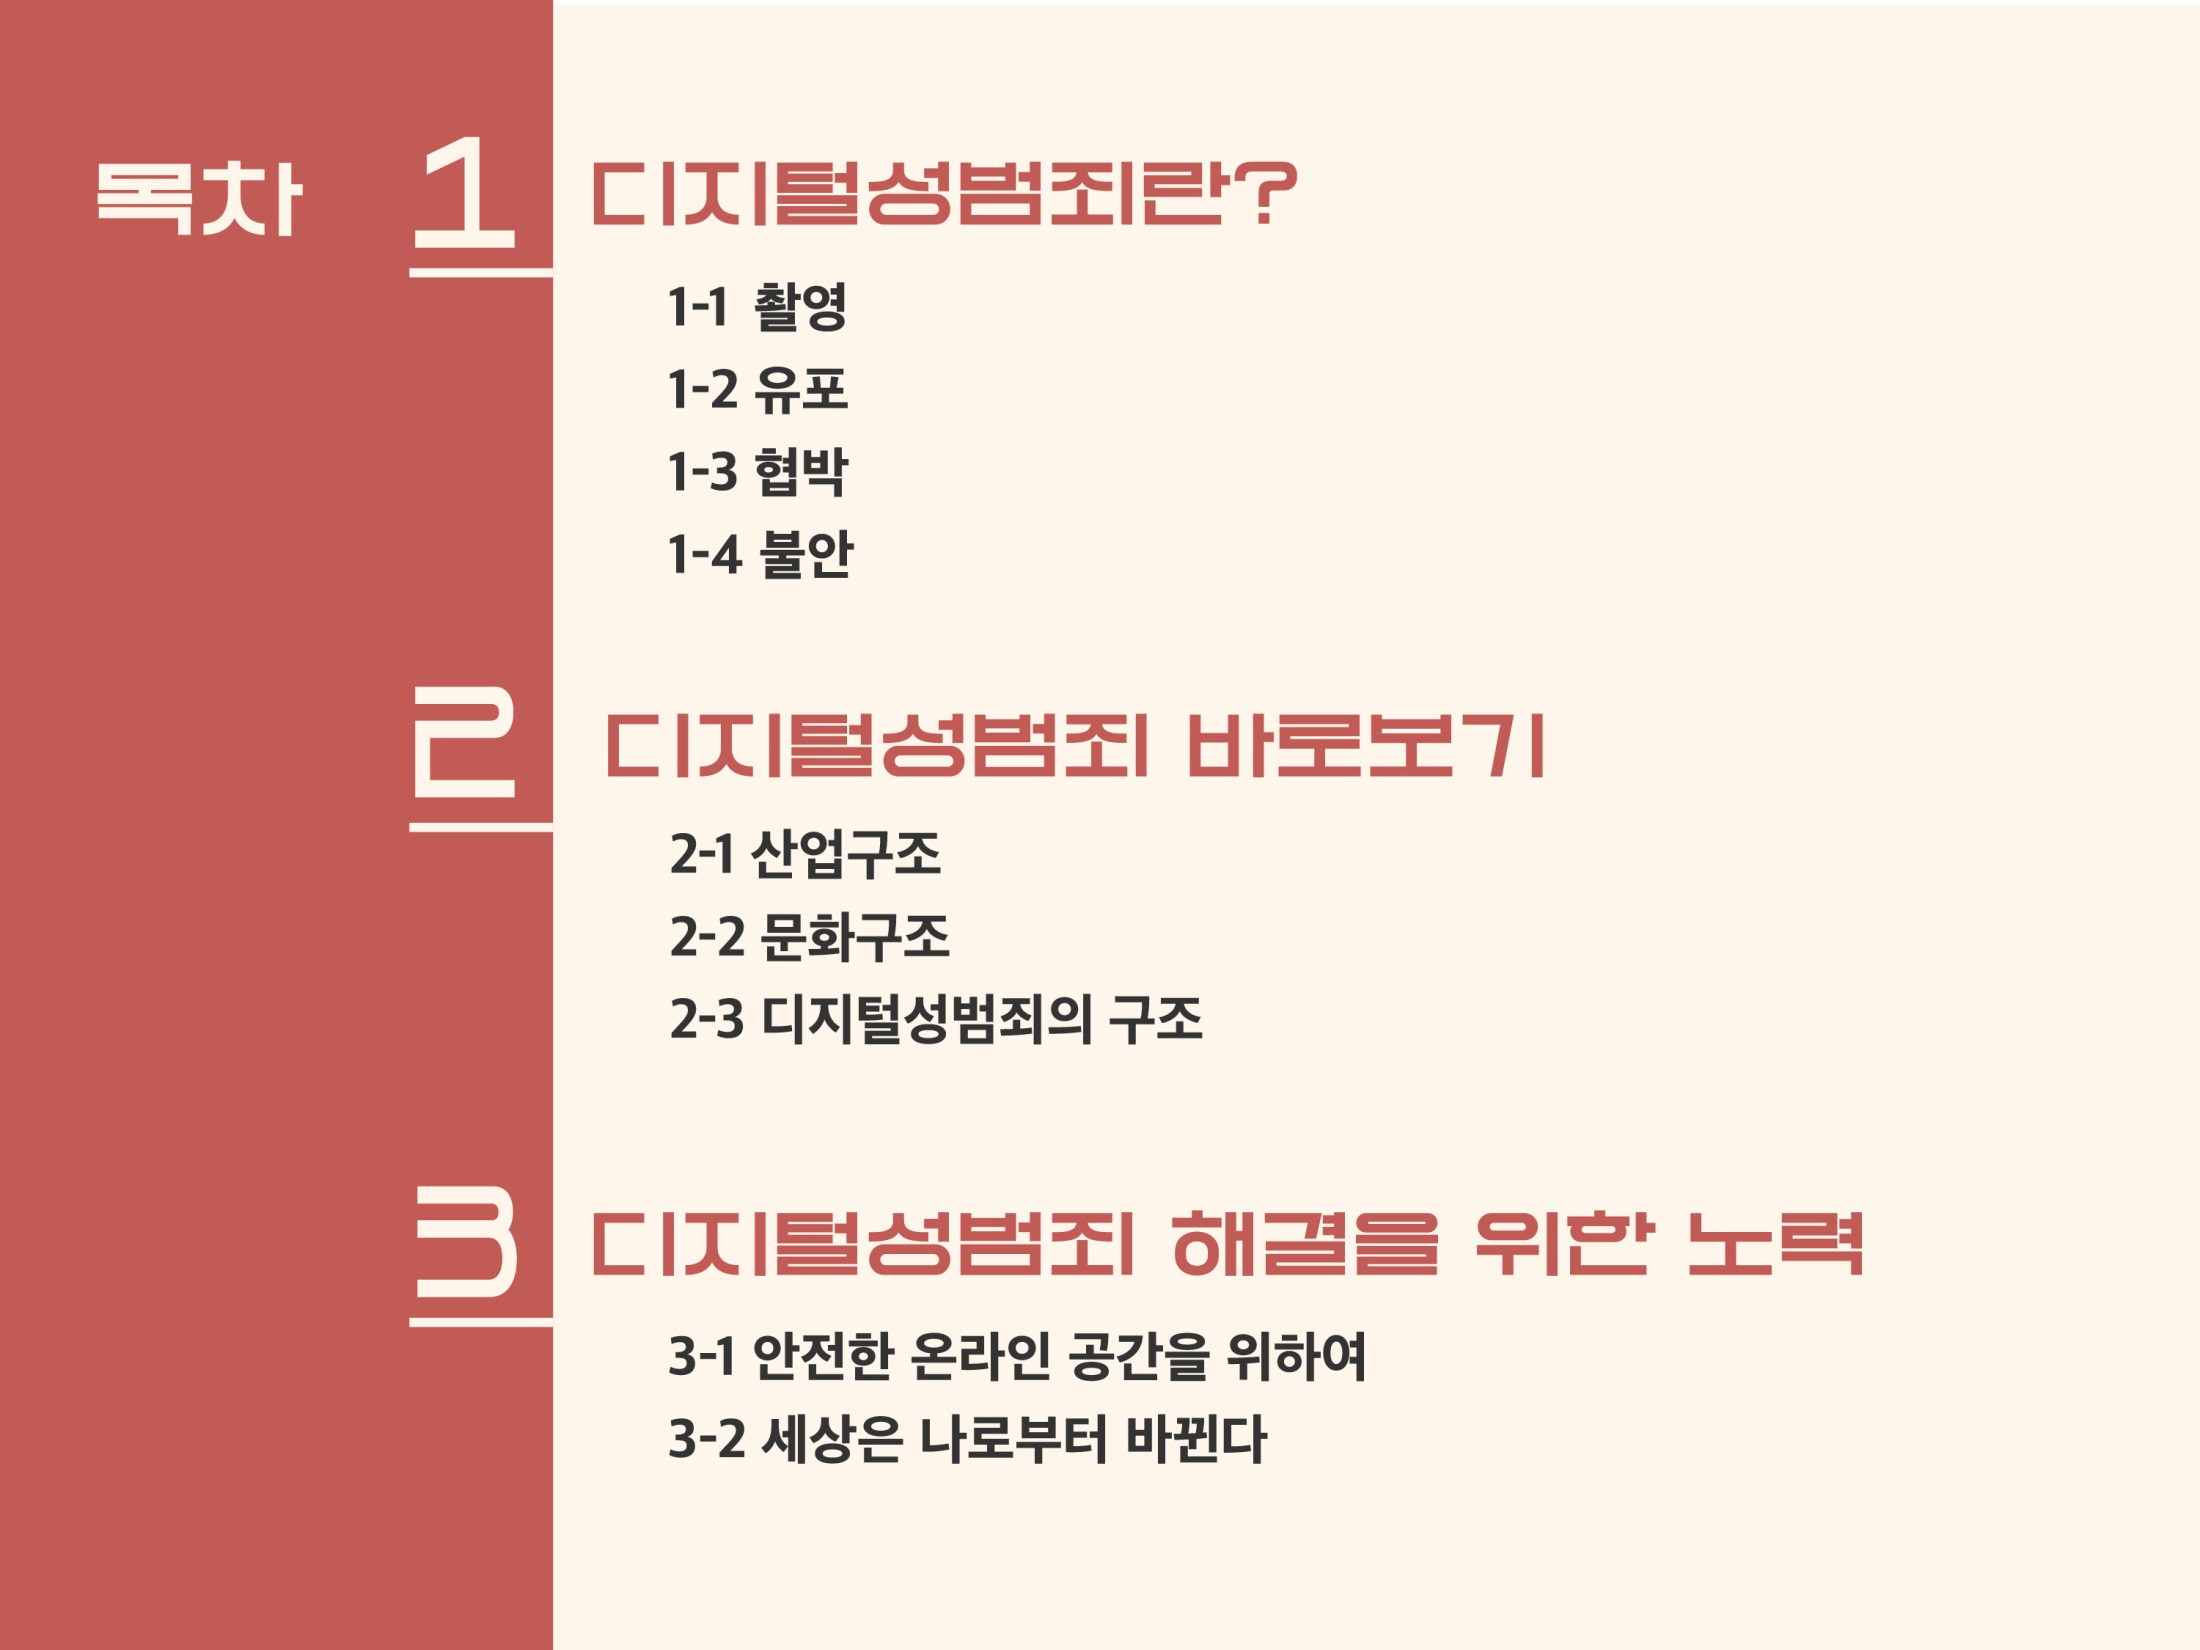 목차
1 디지털성범죄란?
1-1 촬영
1-2 유포
1-3 협박
1-4 불안
2 디지털성범죄 바로보기
2-1 산업구조
2-2 문화구조
2-3 디지털성범죄의 구조
3 디지털성범죄 해결을 위한 노력
3-1 안전한 온라인 공간을 위하여
3-2 세상은 나로부터 바뀐다